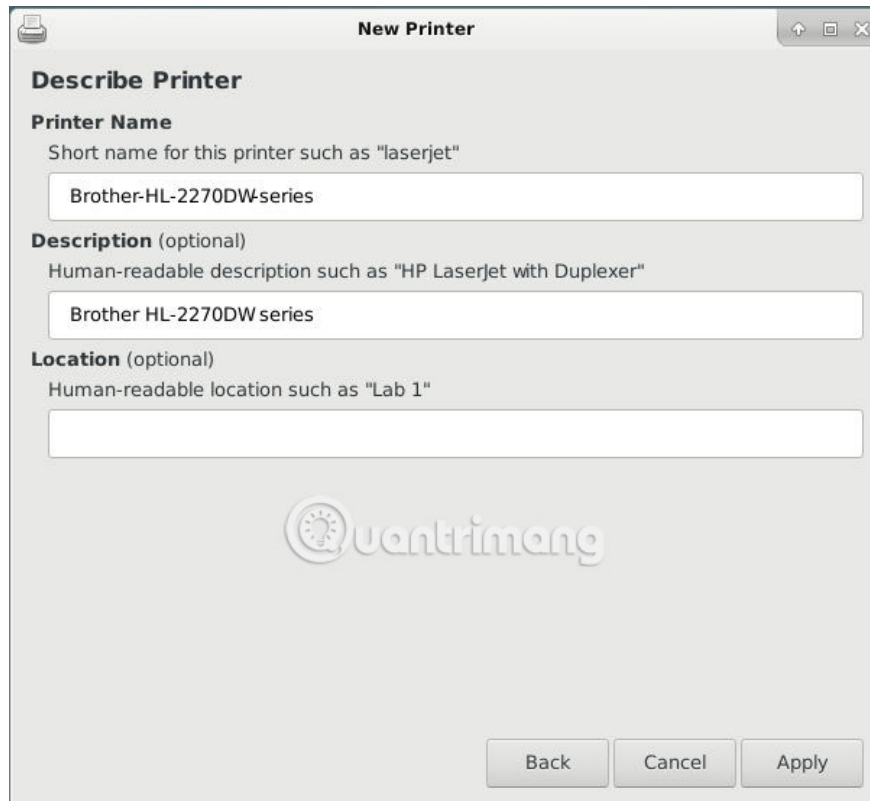 New Printer
Describe Printer
Printer Name
Short name for this printer such as "laserjet"
Brother-HL-2270DW-series
Description (optional)
Human-readable description such as "HP LaserJet with Duplexer"
Brother HL-2270DW series
Location (optional)
Human-readable location such as "Lab 1"
Quantrimang
Back Cancel Apply